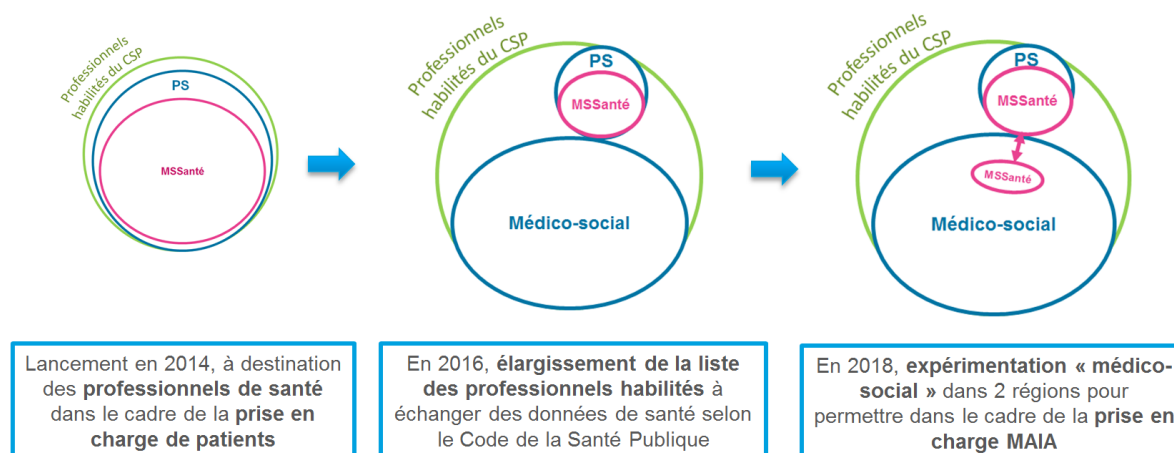 Professionnels
habilités du CSP
PS
MSSanté
Professionnels
habilités du CSP
PS
MSSanté
Médico-social
Professionnels
habilités du CSP
PS
MSSanté
MSSanté
Médico-social
Lancement en 2014, à destination
des professionnels de santé
dans le cadre de la prise en
charge de patients
En 2016, élargissement de la liste
des professionnels habilités à
échanger des données de santé selon
le Code de la Santé Publique
En 2018, expérimentation « médico-
social » dans 2 régions pour
permettre dans le cadre de la prise en
charge MAIA